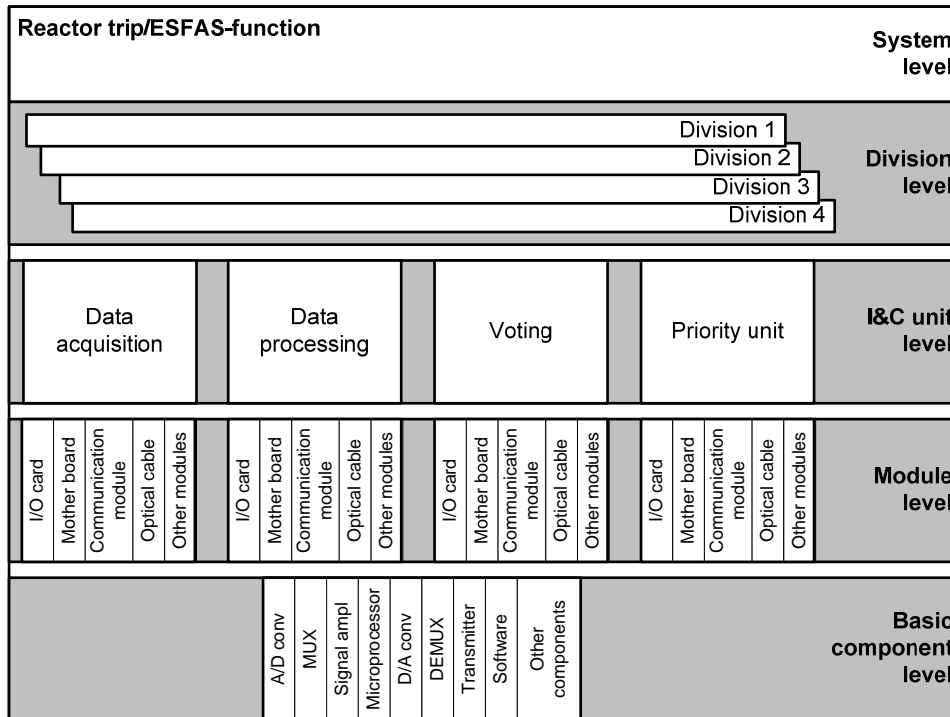 Reactor trip/ESFAS-function
System
level
Division 1
Division 2
Division 3
Division 4
Division
level
Data
acquisition
Data
processing
Voting
Priority unit
I&C unit
level
I/O card
Mother board
Communication
module
Optical cable
Other modules
I/O card
Mother board
Communication
module
Optical cable
Other modules
I/O card
Mother board
Communication
module
Optical cable
Other modules
I/O card
Mother board
Communication
module
Optical cable
Other modules
Module
level
A/D conv
MUX
Signal ampl
Microprocessor
D/A conv
DEMUX
Transmitter
Software
Other
components
Basic
component
level